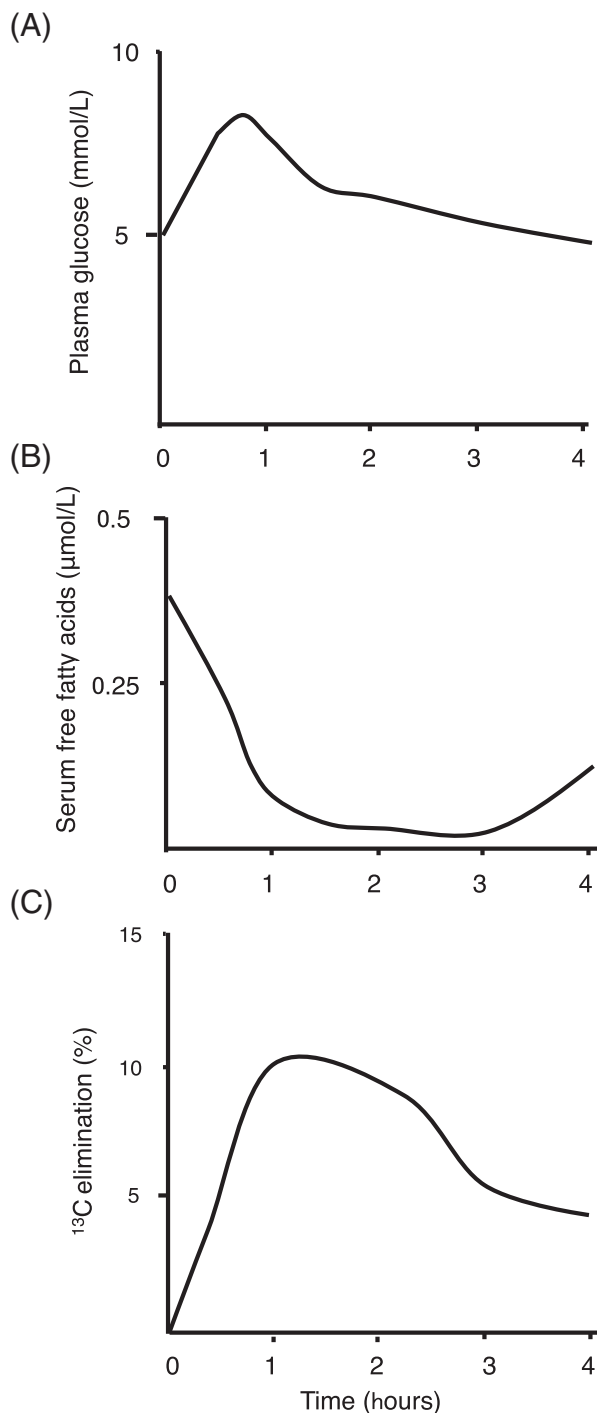 (A)
10
5
Plasma glucose (mmol/L)
0 1 2 3 4
(B)
0.5
0.25
Serum free fatty acids (µmol/L)
0 1 2 3 4
(C)
15
10
5
¹³C elimination (%)
0 1 2 3 4
Time (hours)